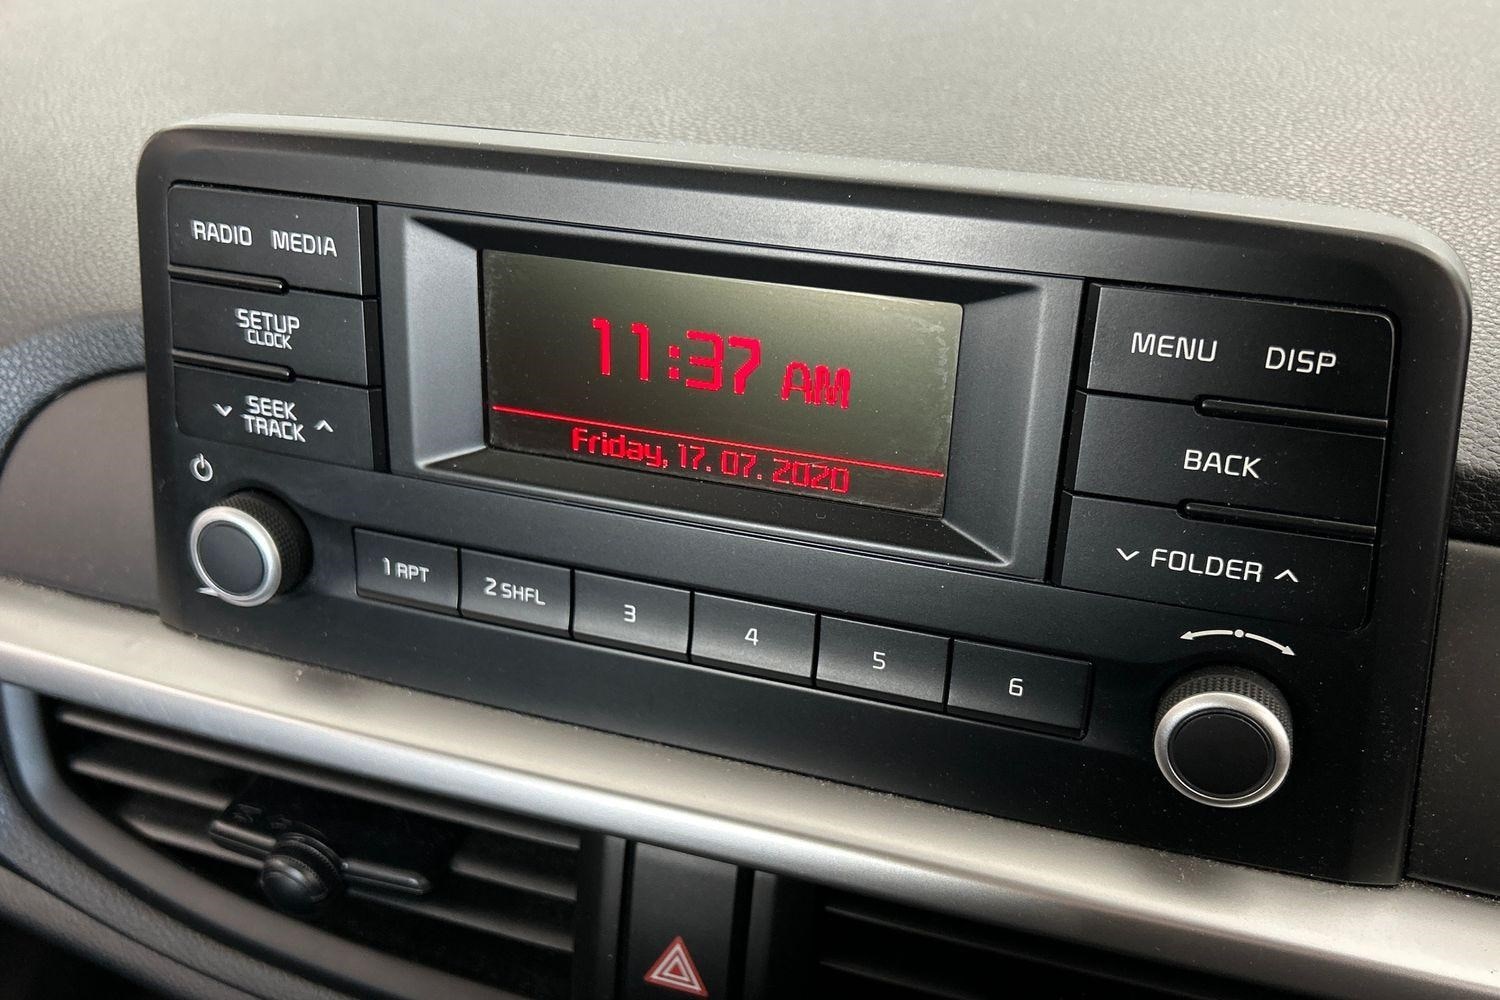 RADIO MEDIA
SETUP
CLOCK
SEEK
TRACK
11:37 AM
Friday, 17. 07. 2020
MENU DISP
BACK
FOLDER
1 RPT
2 SHFL
3
4
5
6